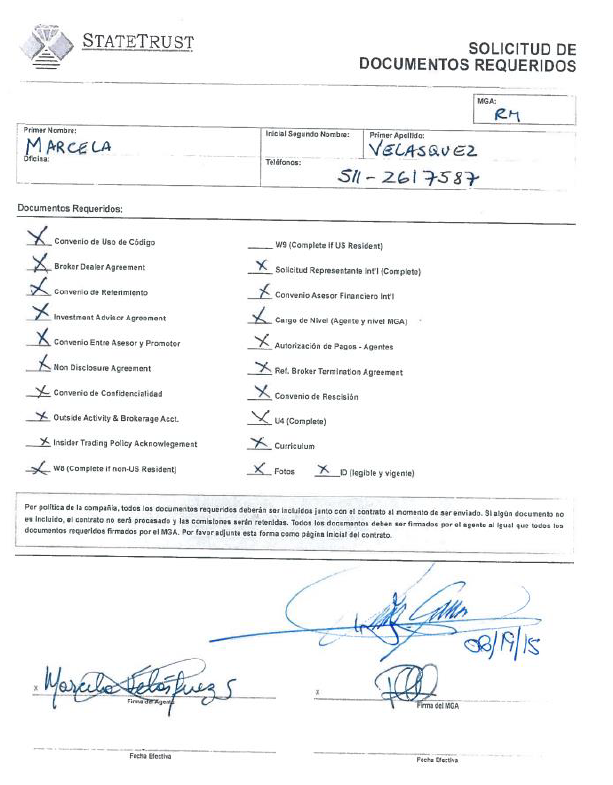 STATETRUST
SOLICITUD DE
DOCUMENTOS REQUERIDOS
MGA:
RM
Primer Nombre:
MARCELA
Inicial Segundo Nombre:
Primer Apellido:
VELASQUEZ
Oficina:
Teléfonos:
511-2617587
Documentos Requeridos:
X Convenio de Uso de Código
W9 (Complete if US Resident)
X Broker Dealer Agreement
X Solicitud Representante Int'l (Complete)
X Convenio de Referimiento
X Convenio Asesor Financiero Int'l
X Investment Advisor Agreement
X Cargo de Nivel (Agente y nivel MGA)
X Convenio Entre Asesor y Promotor
X Autorización de Pagos - Agentes
X Non Disclosure Agreement
X Ref. Broker Termination Agreement
X Convenio de Confidencialidad
X Convenio de Rescisión
X Outside Activity & Brokerage Acct.
X U4 (Complete)
X Insider Trading Policy Acknowlegement
X Curriculum
X W8 (Complete if non-US Resident)
X Fotos X ID (legible y vigente)
Por política de la compañía, todos los documentos requeridos deberán ser incluidos junto con el contrato al momento de ser enviado. Si algún documento no
es incluido, el contrato no será procesado y las comisiones serán retenidas. Todos los documentos deben ser firmados por el agente al igual que todos los
documentos requeridos firmados por el MGA. Por favor adjunte esta forma como página inicial del contrato.
08/19/15
x Marcela Velásquez S
Firma de Agente
x
Firma del MGA
Fecha Efectiva
Fecha Efectiva